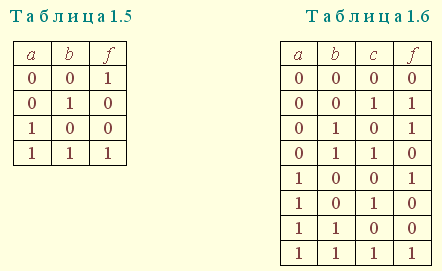 Таблица 1.5
a b f
0 0 1
0 1 0
1 0 0
1 1 1
Таблица 1.6
a b c f
0 0 0 0
0 0 1 1
0 1 0 1
0 1 1 0
1 0 0 1
1 0 1 0
1 1 0 0
1 1 1 1